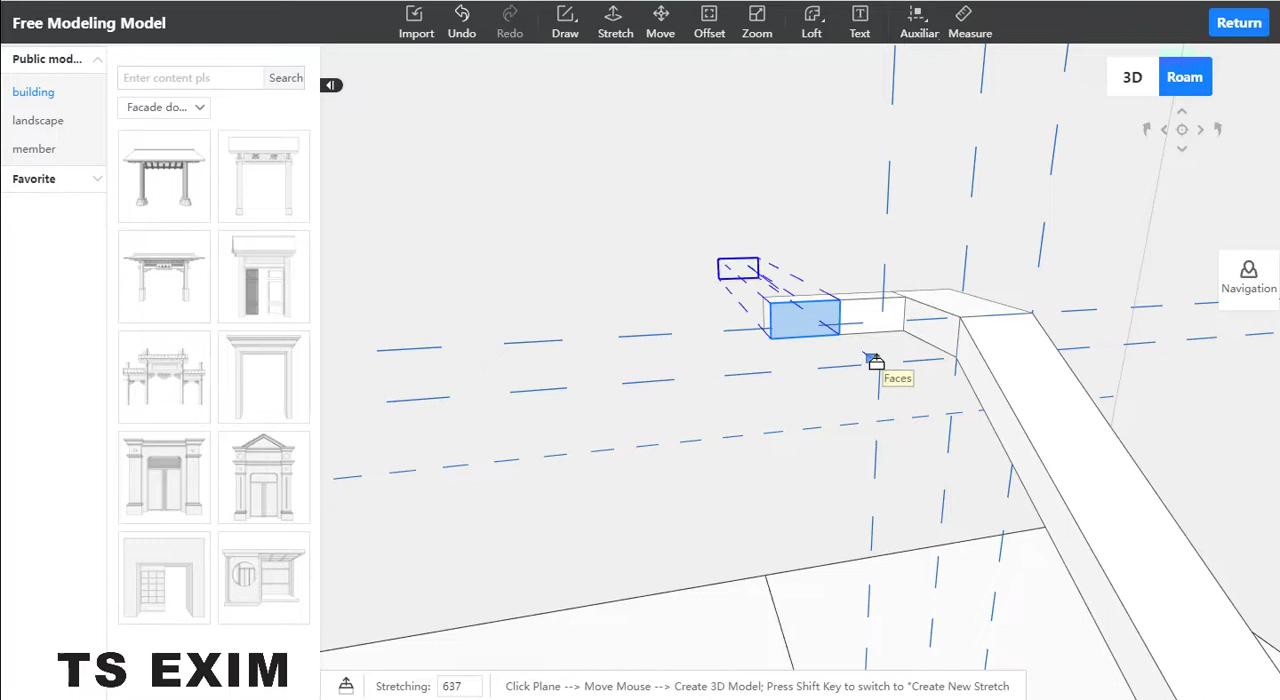 Free Modeling Model
Import
Undo
Redo
Draw
Stretch
Move
Offset
Zoom
Loft
Text
Auxiliar
Measure
Return
Public mod...
building
landscape
member
Favorite
Enter content pls
Search
Facade do...
3D
Roam
Navigation
Faces
TS EXIM
Stretching: 637
Click Plane --> Move Mouse --> Create 3D Model; Press Shift Key to switch to "Create New Stretch